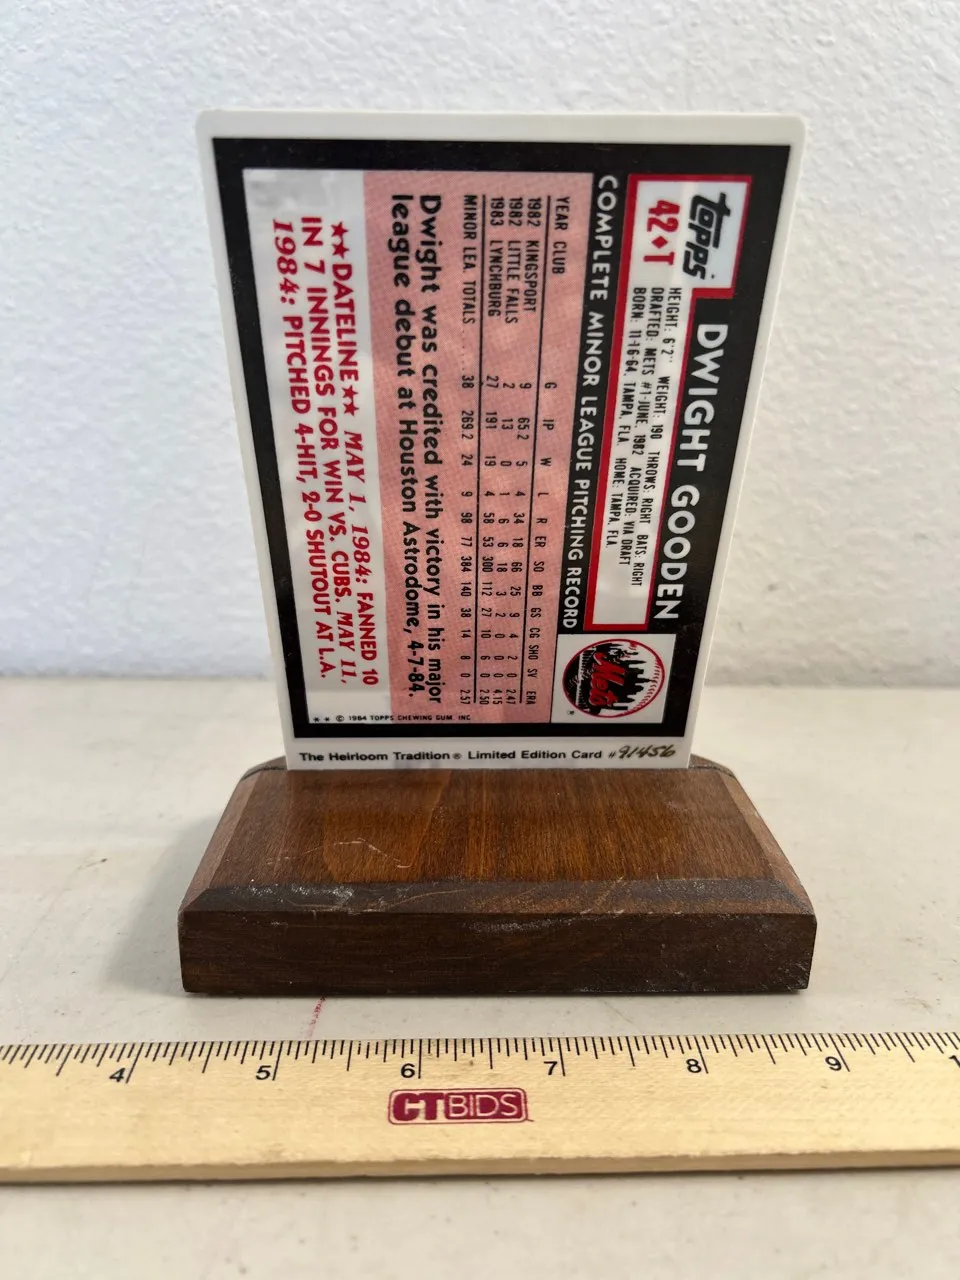 topps
42•T
DWIGHT GOODEN
HEIGHT: 6'2" WEIGHT: 190 THROWS: RIGHT BATS: RIGHT
DRAFTED: METS #1-JUNE, 1982 ACQUIRED: VIA DRAFT
BORN: 11-16-64, TAMPA, FLA. HOME: TAMPA, FLA.
Mets
COMPLETE MINOR LEAGUE PITCHING RECORD
YEAR CLUB G IP W L R ER SO BB GS CG SHO SV ERA
1982 KINGSPORT 9 65.2 5 4 34 18 66 25 9 4 2 0 2.47
1982 LITTLE FALLS 2 13 0 1 6 6 18 3 2 0 0 0 4.15
1983 LYNCHBURG 27 191 19 4 58 53 300 112 27 10 6 0 2.50
MINOR LEA. TOTALS 38 269.2 24 9 98 77 384 140 38 14 8 0 2.57
Dwight was credited with victory in his major
league debut at Houston Astrodome, 4-7-84.
★★DATELINE★★ MAY 1, 1984: FANNED 10
IN 7 INNINGS FOR WIN VS. CUBS. MAY 11,
1984: PITCHED 4-HIT, 2-0 SHUTOUT AT L.A.
★ ★ © 1984 TOPPS CHEWING GUM, INC
The Heirloom Tradition® Limited Edition Card #91456
4 5 6 7 8 9 1
CTBIDS